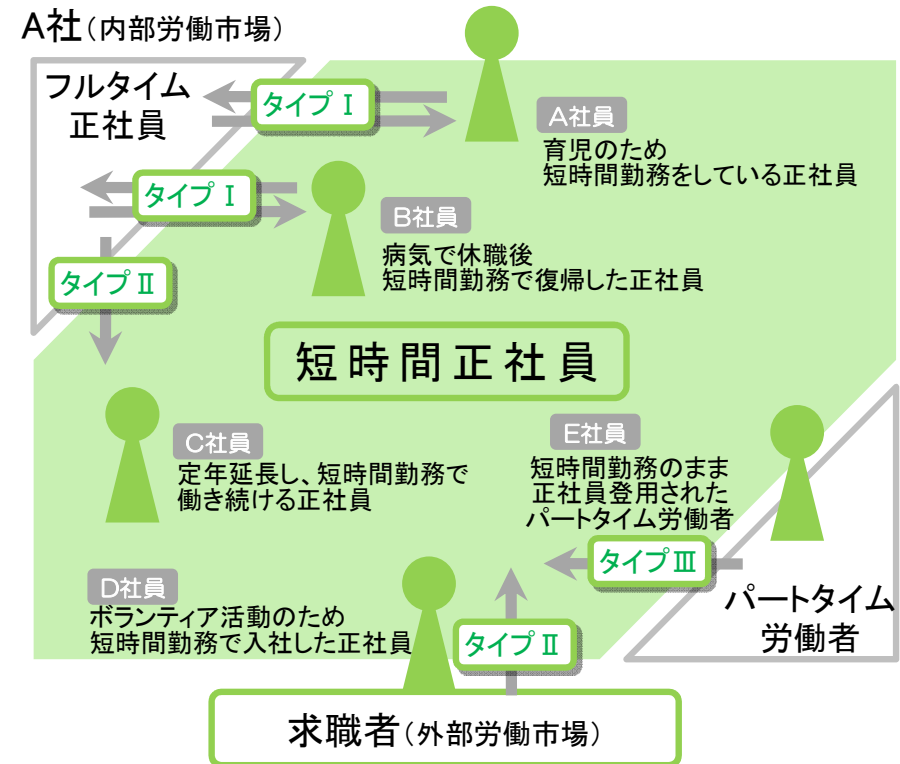 A社（内部労働市場）
フルタイム
正社員
タイプ Ⅰ
A社員
育児のため
短時間勤務をしている正社員
タイプ Ⅰ
B社員
病気で休職後
短時間勤務で復帰した正社員
タイプ Ⅱ
短時間正社員
C社員
定年延長し、短時間勤務で
働き続ける正社員
E社員
短時間勤務のまま
正社員登用された
パートタイム労働者
タイプ Ⅲ
パートタイム
労働者
D社員
ボランティア活動のため
短時間勤務で入社した正社員
タイプ Ⅱ
求職者（外部労働市場）